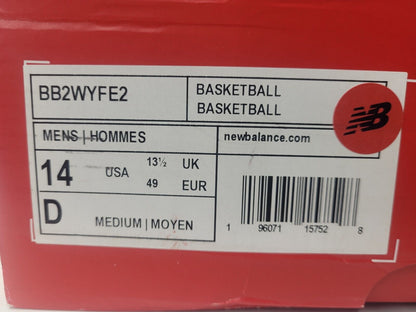 BB2WYFE2
BASKETBALL
BASKETBALL
MENS | HOMMES
newbalance.com
14 USA 13½ UK
49 EUR
D MEDIUM | MOYEN
1 96071 15752 8
NB